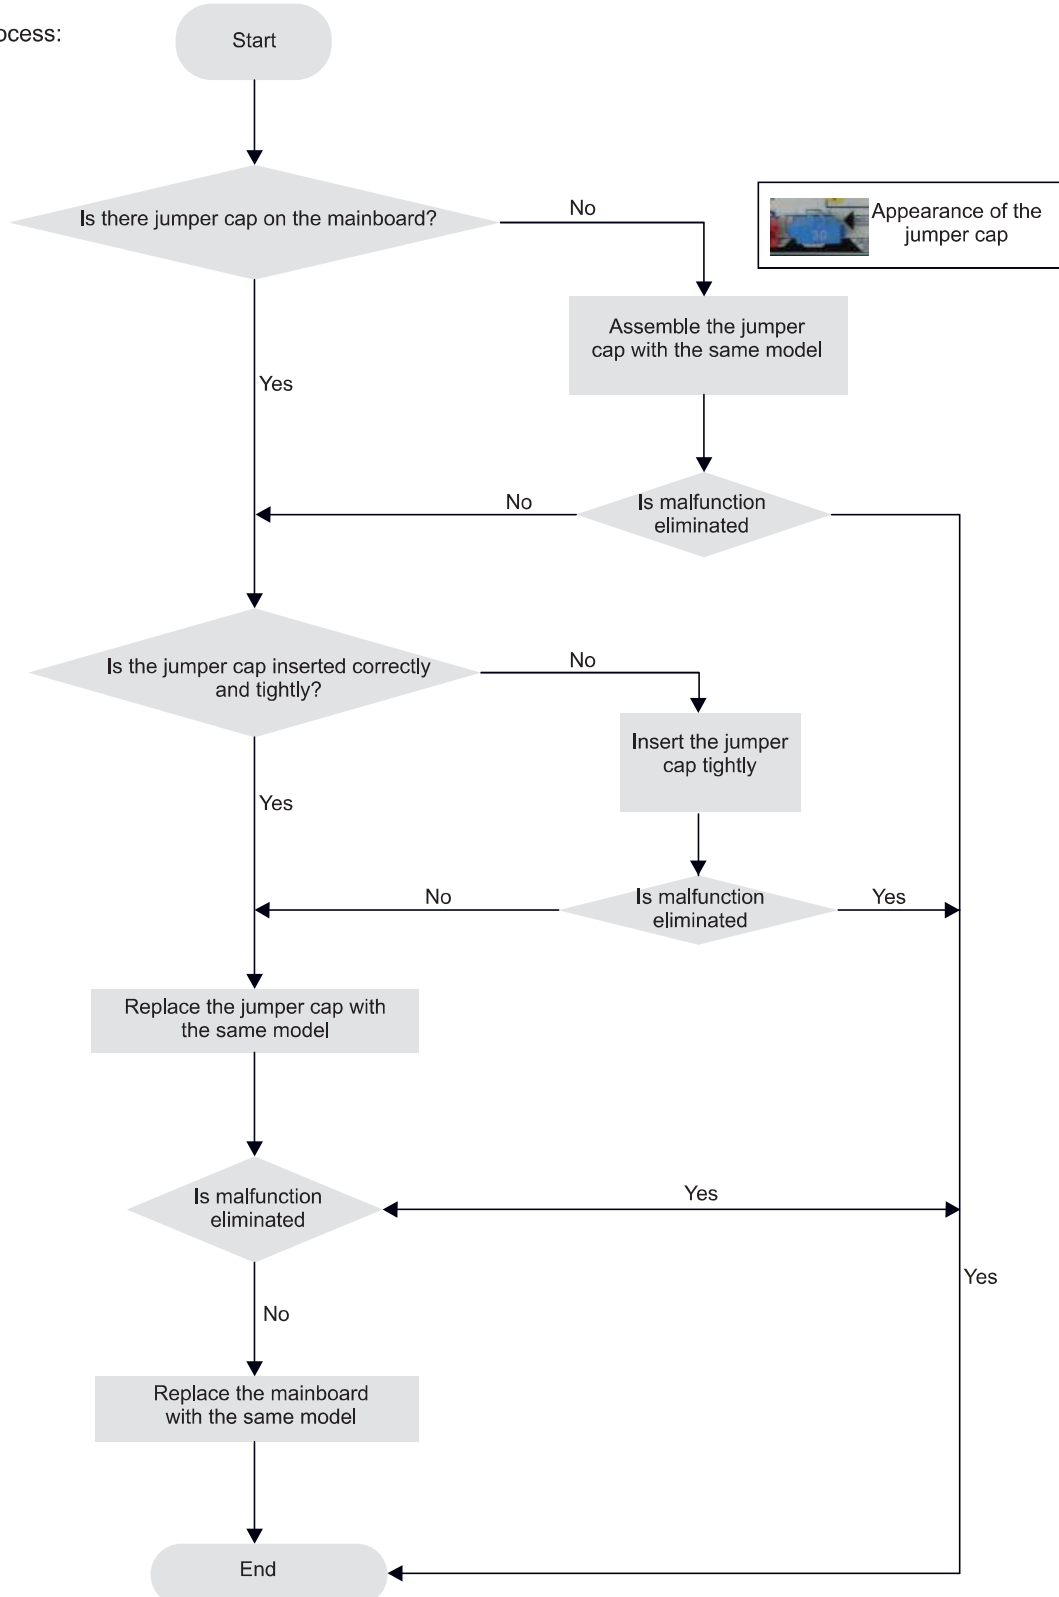 ocess:
Start
Is there jumper cap on the mainboard?
No
Appearance of the
jumper cap
Assemble the jumper
cap with the same model
Yes
No
Is malfunction
eliminated
Is the jumper cap inserted correctly
and tightly?
No
Insert the jumper
cap tightly
Yes
No
Is malfunction
eliminated
Yes
Replace the jumper cap with
the same model
Is malfunction
eliminated
Yes
Yes
No
Replace the mainboard
with the same model
End